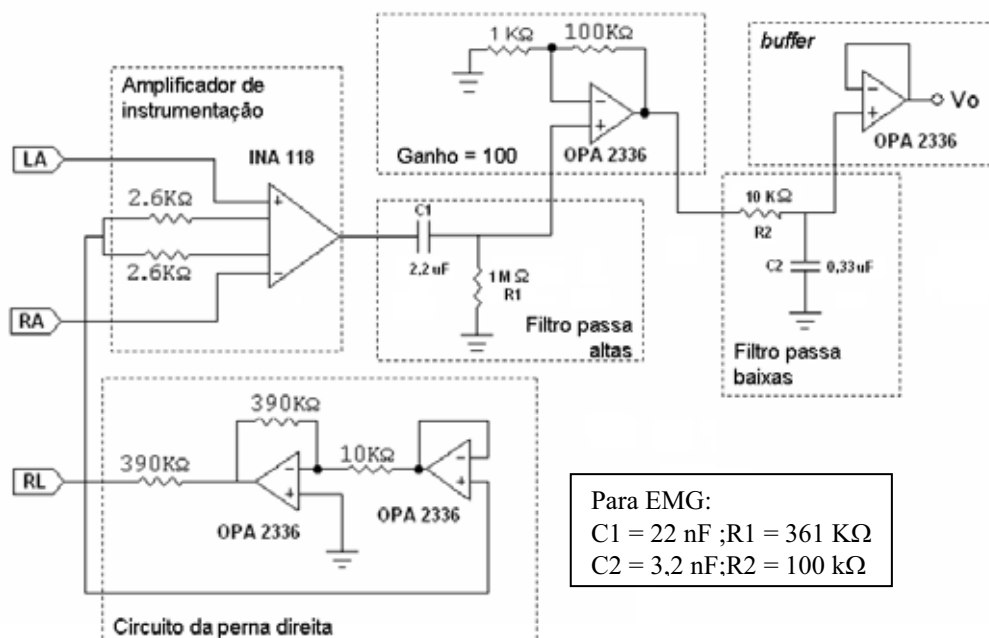 Amplificador de
instrumentação
INA 118
LA
2.6KΩ
2.6KΩ
RA
1 KΩ
100KΩ
Ganho = 100
OPA 2336
C1
2,2 uF
1M Ω
R1
Filtro passa
altas
buffer
Vo
OPA 2336
10 KΩ
R2
C2
0,33uF
Filtro passa
baixas
390KΩ
390KΩ
10KΩ
RL
OPA 2336
OPA 2336
Circuito da perna direita
Para EMG:
C1 = 22 nF ;R1 = 361 KΩ
C2 = 3,2 nF;R2 = 100 kΩ